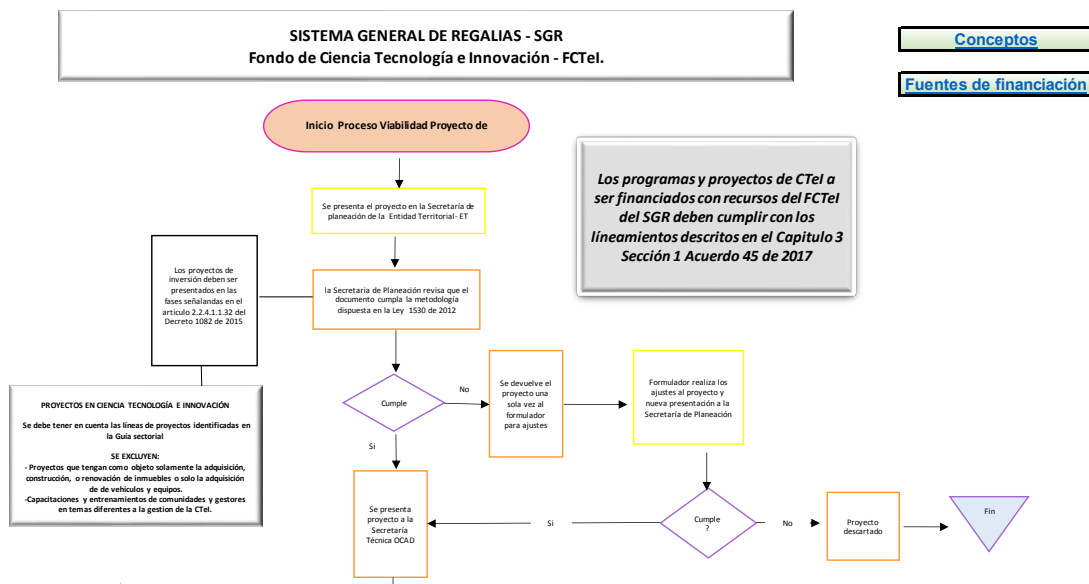 SISTEMA GENERAL DE REGALIAS - SGR
Fondo de Ciencia Tecnología e Innovación - FCTeI.
Conceptos
Fuentes de financiación
Inicio Proceso Viabilidad Proyecto de
Los programas y proyectos de CTeI a
ser financiados con recursos del FCTeI
del SGR deben cumplir con los
líneamientos descritos en el Capitulo 3
Sección 1 Acuerdo 45 de 2017
Se presenta el proyecto en la Secretaría de
planeación de la Entidad Territorial- ET
Los proyectos de
inversión deben ser
presentados en las
fases señalandas en el
articulo 2.2.4.1.1.32 del
Decreto 1082 de 2015
la Secretaria de Planeación revisa que el
documento cumpla la metodología
dispuesta en la Ley 1530 de 2012
Cumple
No
Se devuelve el
proyecto una
sola vez al
formulador
para ajustes
Formulador realiza los
ajustes al proyecto y
nueva presentación a la
Secretaría de Planeación
PROYECTOS EN CIENCIA TECNOLOGÍA E INNOVACIÓN
Se debe tener en cuenta las líneas de proyectos identificadas en
la Guía sectorial
SE EXCLUYEN:
- Proyectos que tengan como objeto solamente la adquisición,
construcción, o renovación de inmuebles o solo la adquisición
de de vehículos y equipos.
-Capacitaciones y entrenamientos de comunidades y gestores
en temas diferentes a la gestion de la CTeI.
Si
Se presenta
proyecto a la
Secretaría
Técnica OCAD
Si
Cumple
?
No
Proyecto
descartado
Fin